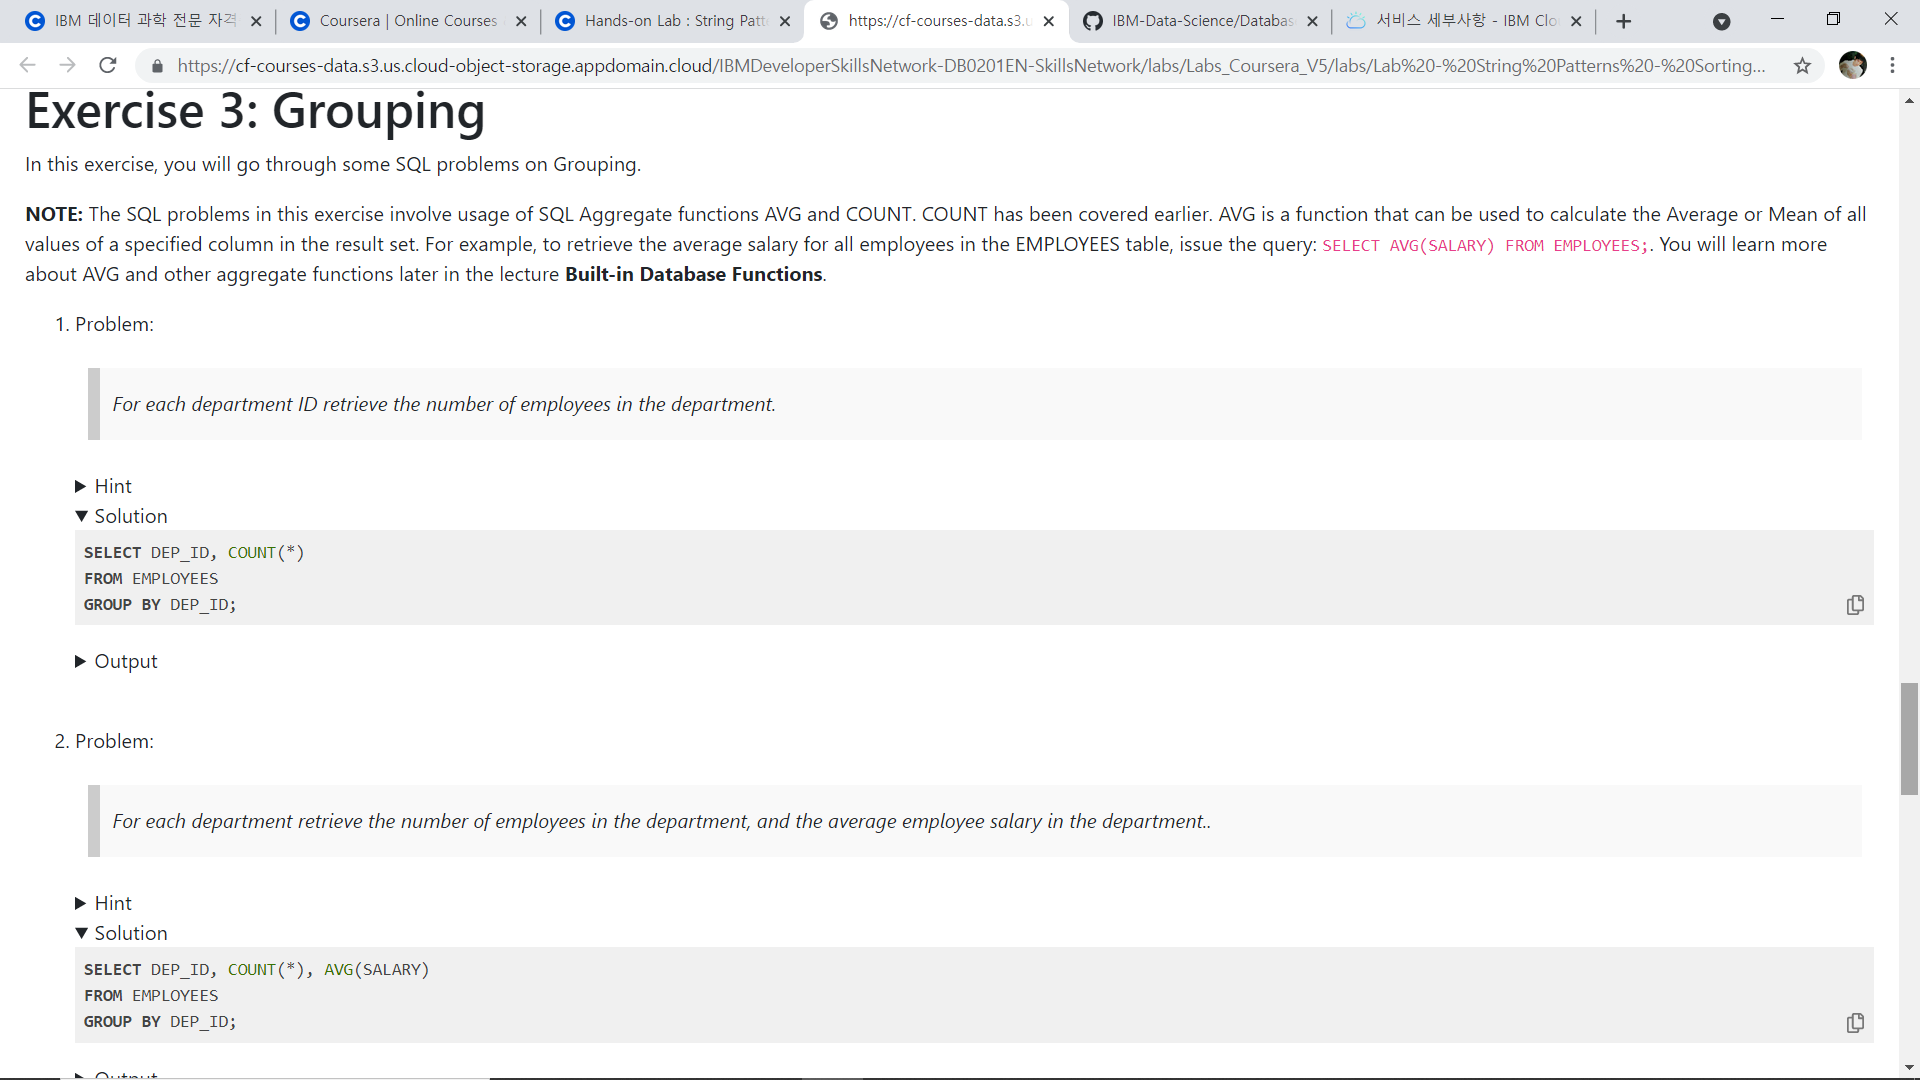 IBM 데이터 과학 전문 자격
Coursera | Online Courses
Hands-on Lab : String Patt
https://cf-courses-data.s3.u
IBM-Data-Science/Databas
서비스 세부사항 - IBM Clo
https://cf-courses-data.s3.us.cloud-object-storage.appdomain.cloud/IBMDeveloperSkillsNetwork-DB0201EN-SkillsNetwork/labs/Labs_Coursera_V5/labs/Lab%20-%20String%20Patterns%20-%20Sorting...
Exercise 3: Grouping
In this exercise, you will go through some SQL problems on Grouping.
NOTE: The SQL problems in this exercise involve usage of SQL Aggregate functions AVG and COUNT. COUNT has been covered earlier. AVG is a function that can be used to calculate the Average or Mean of all
values of a specified column in the result set. For example, to retrieve the average salary for all employees in the EMPLOYEES table, issue the query: SELECT AVG(SALARY) FROM EMPLOYEES;. You will learn more
about AVG and other aggregate functions later in the lecture Built-in Database Functions.
1. Problem:
For each department ID retrieve the number of employees in the department.
Hint
Solution
SELECT DEP_ID, COUNT(*)
FROM EMPLOYEES
GROUP BY DEP_ID;
Output
2. Problem:
For each department retrieve the number of employees in the department, and the average employee salary in the department..
Hint
Solution
SELECT DEP_ID, COUNT(*), AVG(SALARY)
FROM EMPLOYEES
GROUP BY DEP_ID;
Output